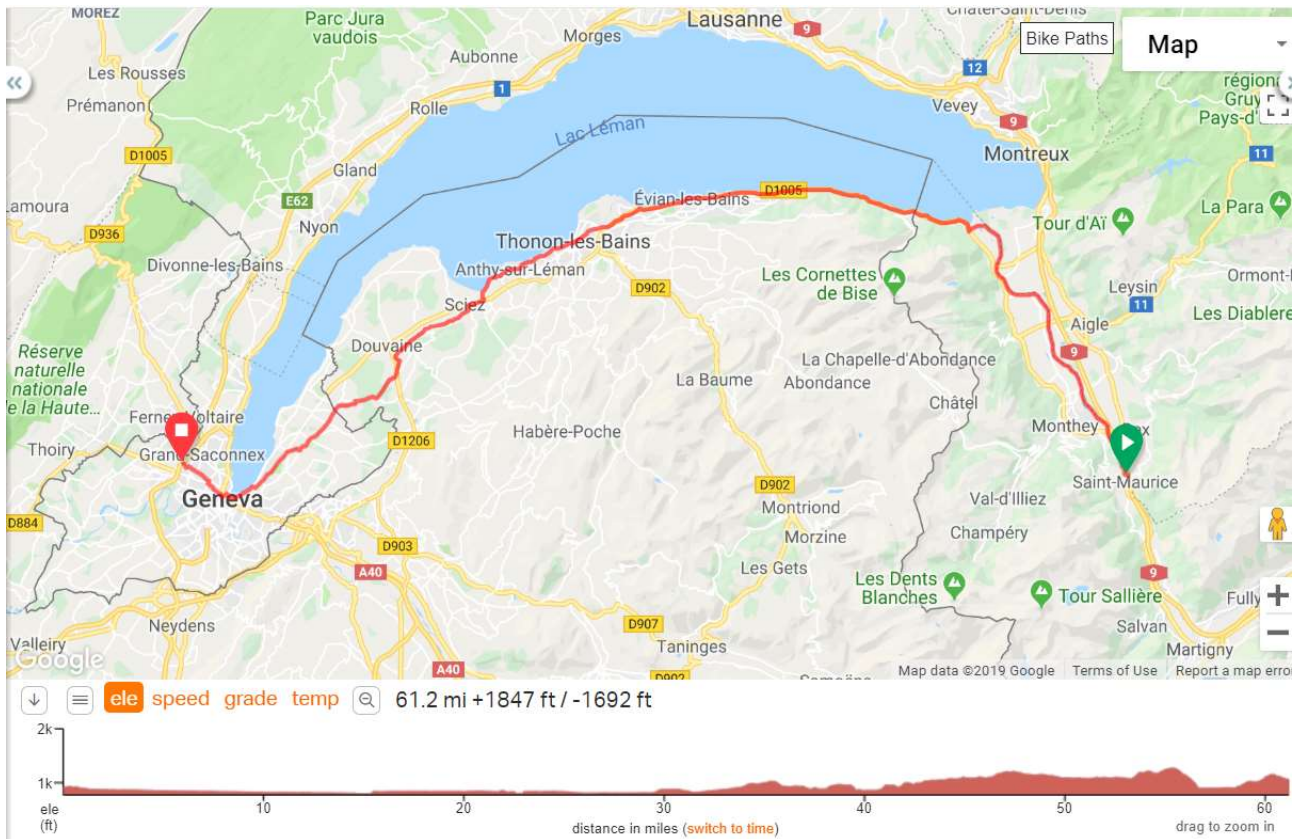 MOREZ
Parc Jura
vaudois
Lausanne
Châtel-Saint-Denis
Bike Paths
Map
Morges
9
Aubonne
Les Rousses
12
région
Gruy
Pays-d'E
Prémanon
1
Rolle
Vevey
9
Lac Léman
D1005
Montreux
11
Gland
E62
Évian-les-Bains
D1005
Lamoura
Nyon
La Para
D936
Tour d'Aï
Thonon-les-Bains
Divonne-les-Bains
Anthy-sur-Léman
Les Cornettes
de Bise
Ormont-
D902
Leysin
Sciez
11
Les Diablere
Aigle
Réserve
naturelle
nationale
de la Haute...
Douvaine
9
La Chapelle-d'Abondance
La Baume
Abondance
Châtel
Ferney-Voltaire
Monthey
ex
Thoiry
Grand-Saconnex
D1206
Habère-Poche
Saint-Maurice
Geneva
D902
Val-d'Illiez
Montriond
D884
Champéry
Morzine
D903
A40
Les Gets
Les Dents
Blanches
9
Tour Sallière
Fully
Neydens
D907
Salvan
Valleiry
Taninges
Martigny
Google
A40
D902
Map data ©2019 Google
Terms of Use
Report a map error
ele speed grade temp 61.2 mi +1847 ft / -1692 ft
2k
1k
ele
(ft)
10 20 30 40 50 60
distance in miles (switch to time)
drag to zoom in